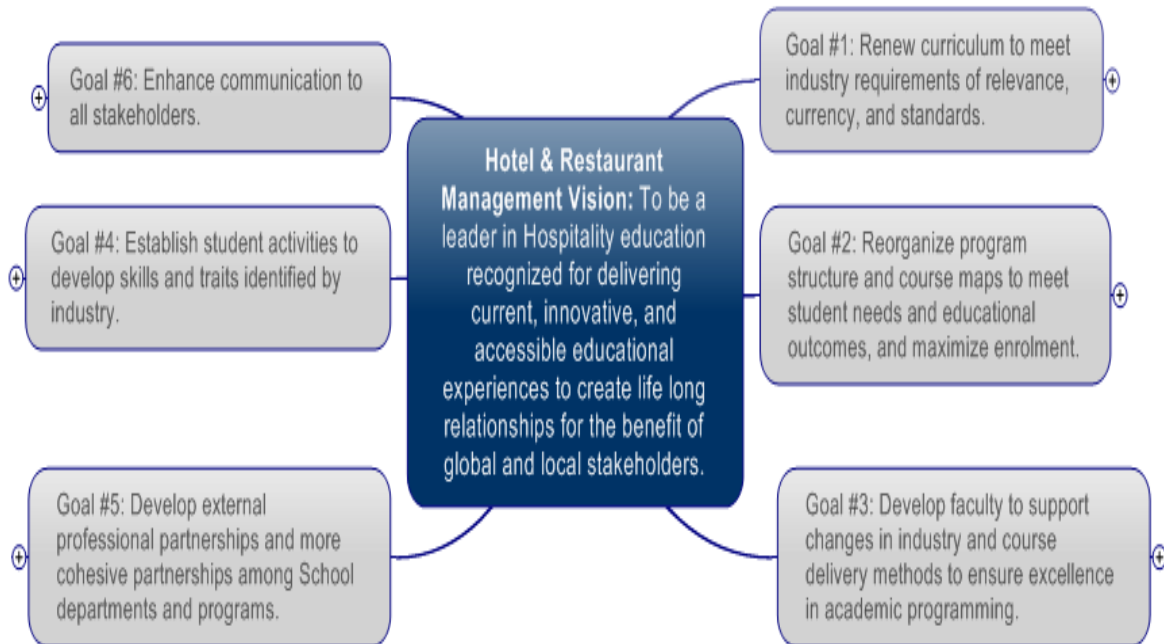 Goal #6: Enhance communication to
all stakeholders.
Goal #1: Renew curriculum to meet
industry requirements of relevance,
currency, and standards.
Hotel & Restaurant
Management Vision: To be a
leader in Hospitality education
recognized for delivering
current, innovative, and
accessible educational
experiences to create life long
relationships for the benefit of
global and local stakeholders.
Goal #4: Establish student activities to
develop skills and traits identified by
industry.
Goal #2: Reorganize program
structure and course maps to meet
student needs and educational
outcomes, and maximize enrolment.
Goal #5: Develop external
professional partnerships and more
cohesive partnerships among School
departments and programs.
Goal #3: Develop faculty to support
changes in industry and course
delivery methods to ensure excellence
in academic programming.